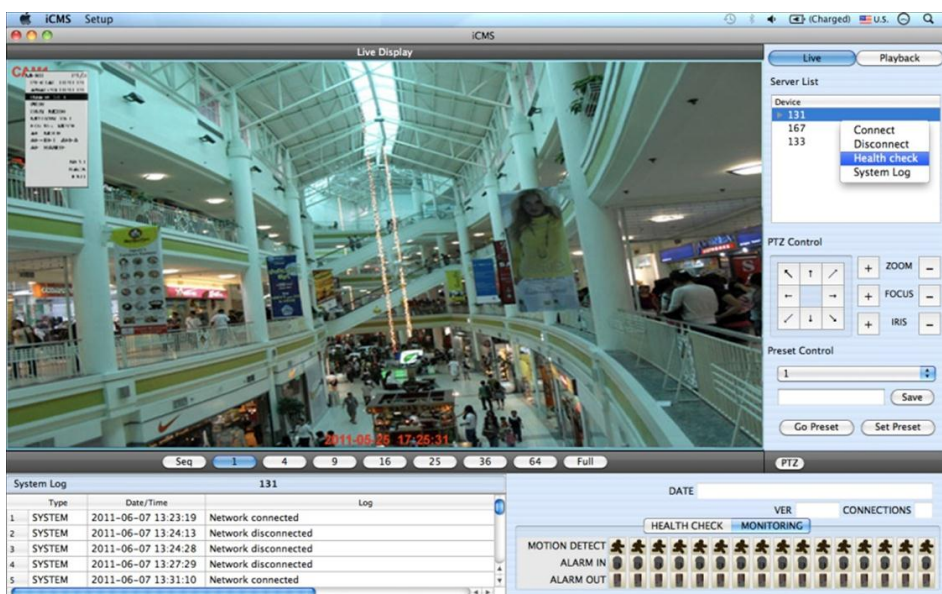 iCMS Setup (Charged) U.S.
iCMS
Live Display
Live Playback
Server List
Device
131
167
133
Connect
Disconnect
Health check
System Log
PTZ Control
+ ZOOM −
+ FOCUS −
+ IRIS −
Preset Control
1
Save
Go Preset Set Preset
2011-05-25 17:25:31
Seq 1 4 9 16 25 36 64 Full PTZ
System Log 131
Type Date/Time Log
1 SYSTEM 2011-06-07 13:23:19 Network connected
2 SYSTEM 2011-06-07 13:24:13 Network disconnected
3 SYSTEM 2011-06-07 13:24:28 Network disconnected
4 SYSTEM 2011-06-07 13:27:29 Network disconnected
5 SYSTEM 2011-06-07 13:31:10 Network connected
DATE
VER CONNECTIONS
HEALTH CHECK MONITORING
MOTION DETECT
ALARM IN
ALARM OUT